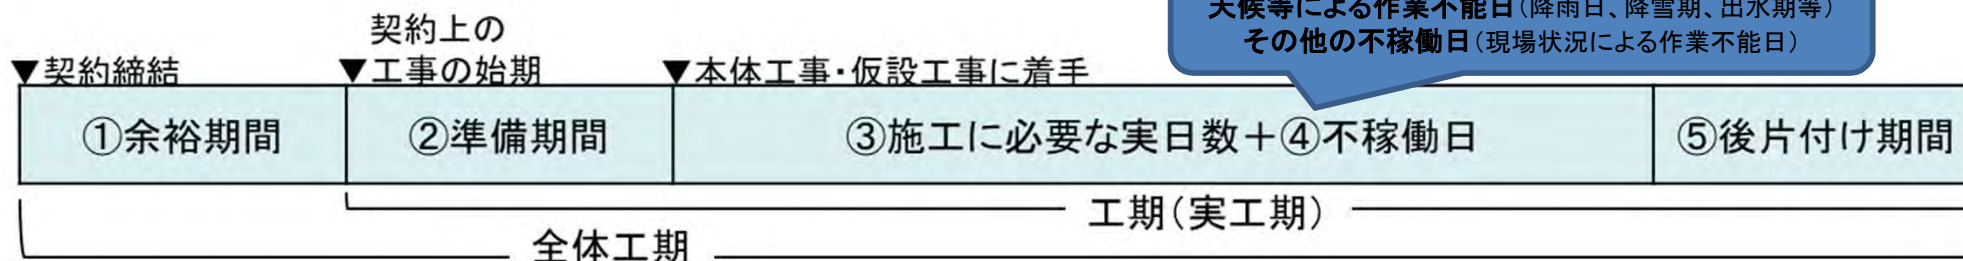 天候等による作業不能日(降雨日、降雪期、出水期等)
その他の不稼働日(現場状況による作業不能日)
契約上の
▼契約締結
▼工事の始期
▼本体工事・仮設工事に着手
①余裕期間
②準備期間
③施工に必要な実日数＋④不稼働日
⑤後片付け期間
工期(実工期)
全体工期